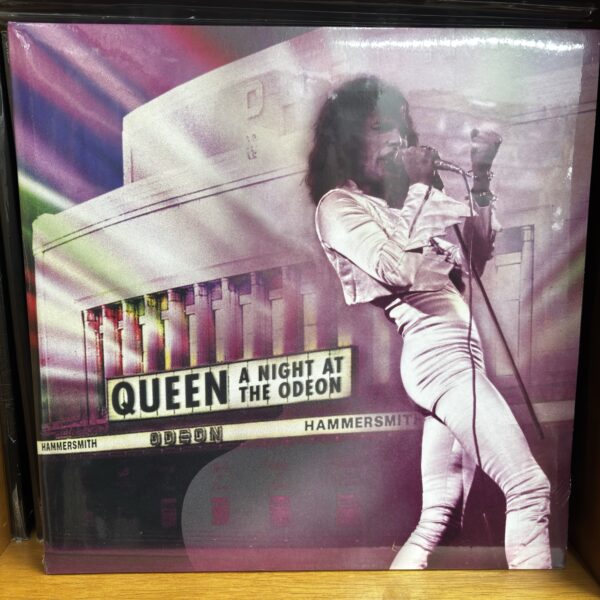 QUEEN
A NIGHT AT
THE ODEON
HAMMERSMITH
ODEON
HAMMERSMITH